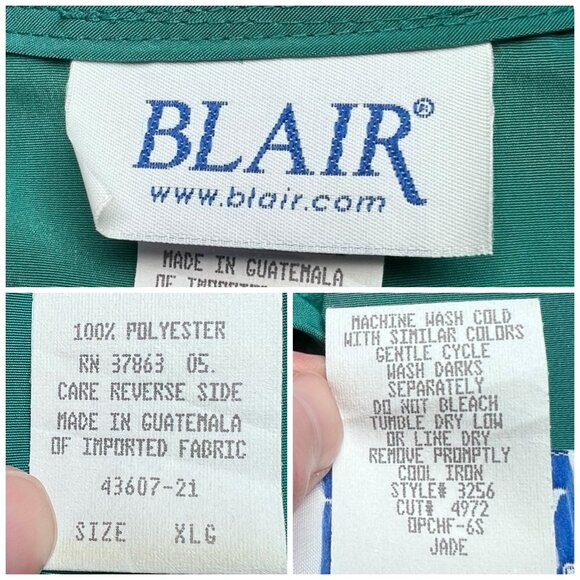 BLAIR®
www.blair.com
MADE IN GUATEMALA
OF IMPORTED
100% POLYESTER
RN 37863 05.
CARE REVERSE SIDE
MADE IN GUATEMALA
OF IMPORTED FABRIC
43607-21
SIZE XLG
MACHINE WASH COLD
WITH SIMILAR COLORS
GENTLE CYCLE
WASH DARKS
SEPARATELY
DO NOT BLEACH
TUMBLE DRY LOW
OR LINE DRY
REMOVE PROMPTLY
COOL IRON
STYLE# 3256
CUT# 4972
OPCHF-6S
JADE